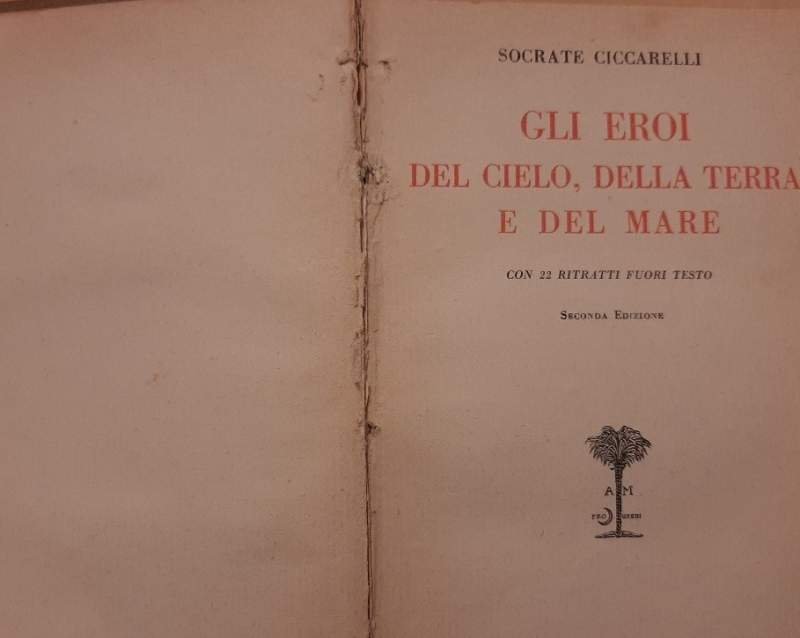 SOCRATE CICCARELLI
GLI EROI
DEL CIELO, DELLA TERRA
E DEL MARE
CON 22 RITRATTI FUORI TESTO
SECONDA EDIZIONE
A M